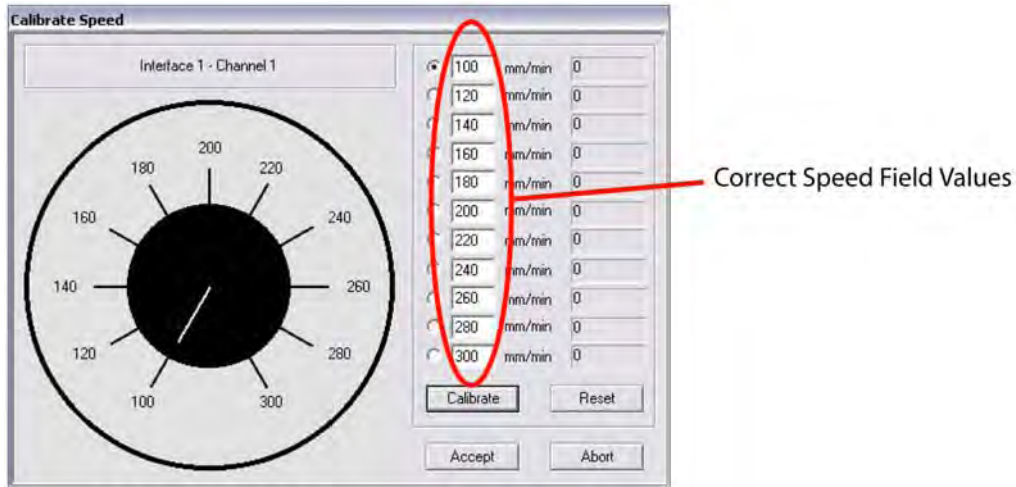 Calibrate Speed
Interface 1 - Channel 1
200
180
220
160
240
140
260
120
280
100
300
100 mm/min 0
120 mm/min 0
140 mm/min 0
160 mm/min 0
180 mm/min 0
200 mm/min 0
220 mm/min 0
240 mm/min 0
260 mm/min 0
280 mm/min 0
300 mm/min 0
Calibrate Reset
Accept Abort
Correct Speed Field Values